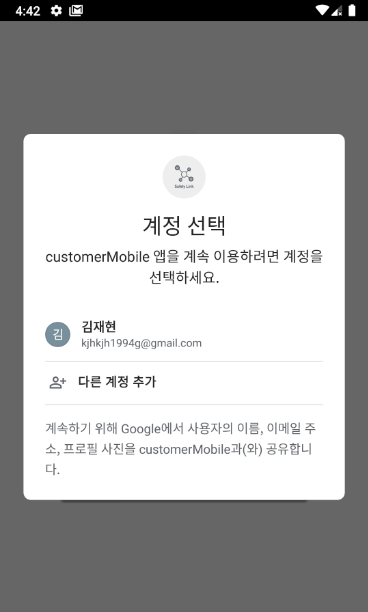 4:42
Safety Link
계정 선택
customerMobile 앱을 계속 이용하려면 계정을
선택하세요.
김
김재현
kjhkjh1994g@gmail.com
다른 계정 추가
계속하기 위해 Google에서 사용자의 이름, 이메일 주
소, 프로필 사진을 customerMobile과(와) 공유합니
다.